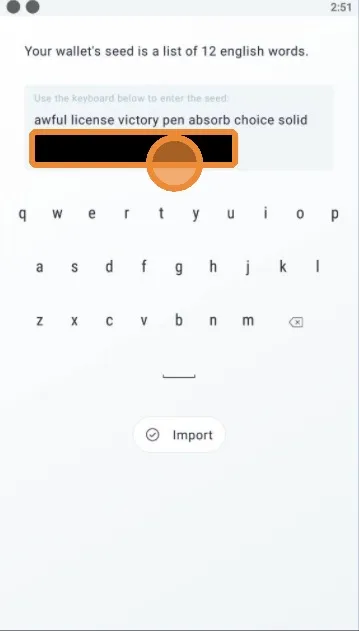 2:51
Your wallet's seed is a list of 12 english words.
Use the keyboard below to enter the seed.
awful license victory pen absorb choice solid
q w e r t y u i o p
a s d f g h j k l
z x c v b n m
Import